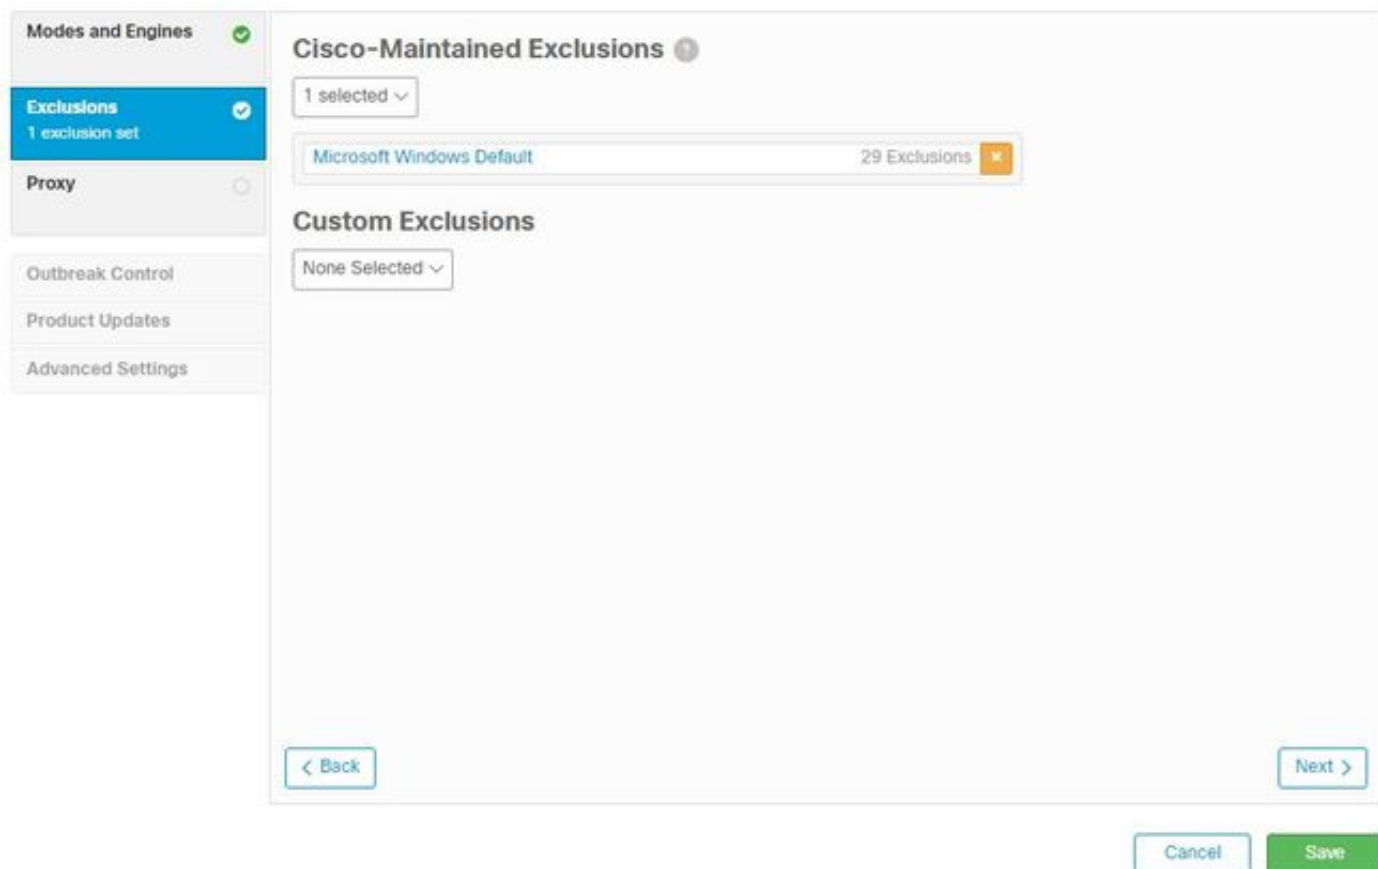 Modes and Engines
Exclusions
1 exclusion set
Proxy
Outbreak Control
Product Updates
Advanced Settings
Cisco-Maintained Exclusions ?
1 selected
Microsoft Windows Default 29 Exclusions ×
Custom Exclusions
None Selected
< Back
Next >
Cancel
Save